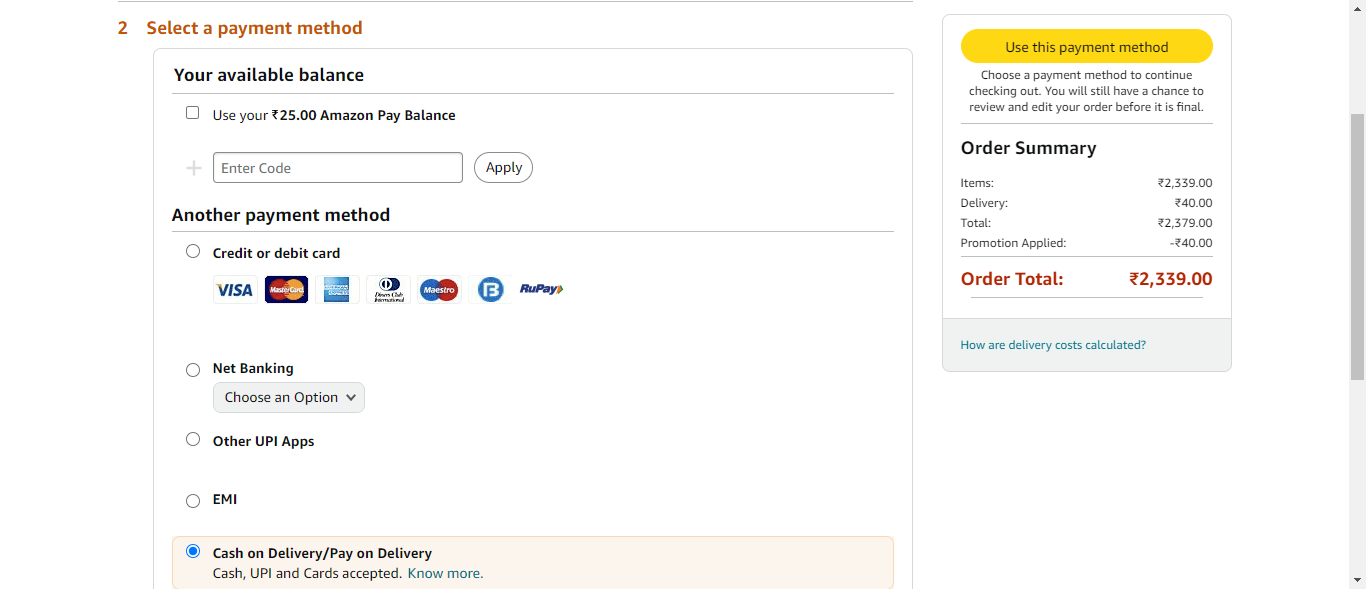 2 Select a payment method
Your available balance
Use your ₹25.00 Amazon Pay Balance
Enter Code
Apply
Another payment method
Credit or debit card
VISA
MasterCard
AMERICAN EXPRESS
Diners Club International
Maestro
B
RuPay
Net Banking
Choose an Option
Other UPI Apps
EMI
Cash on Delivery/Pay on Delivery
Cash, UPI and Cards accepted. Know more.
Use this payment method
Choose a payment method to continue
checking out. You will still have a chance to
review and edit your order before it is final.
Order Summary
Items: ₹2,339.00
Delivery: ₹40.00
Total: ₹2,379.00
Promotion Applied: -₹40.00
Order Total: ₹2,339.00
How are delivery costs calculated?